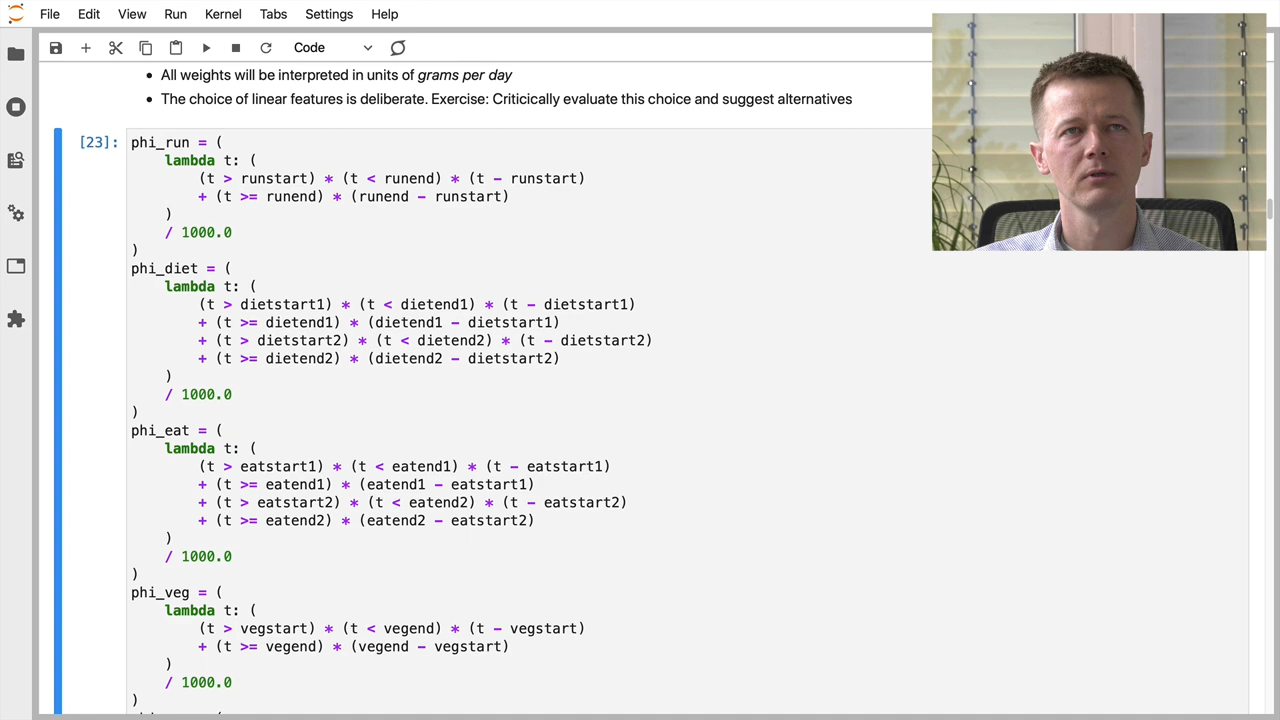 File Edit View Run Kernel Tabs Settings Help
Code
• All weights will be interpreted in units of grams per day
• The choice of linear features is deliberate. Exercise: Criticically evaluate this choice and suggest alternatives
[23]: phi_run = (
lambda t: (
(t > runstart) * (t < runend) * (t - runstart)
+ (t >= runend) * (runend - runstart)
)
/ 1000.0
)
phi_diet = (
lambda t: (
(t > dietstart1) * (t < dietend1) * (t - dietstart1)
+ (t >= dietend1) * (dietend1 - dietstart1)
+ (t > dietstart2) * (t < dietend2) * (t - dietstart2)
+ (t >= dietend2) * (dietend2 - dietstart2)
)
/ 1000.0
)
phi_eat = (
lambda t: (
(t > eatstart1) * (t < eatend1) * (t - eatstart1)
+ (t >= eatend1) * (eatend1 - eatstart1)
+ (t > eatstart2) * (t < eatend2) * (t - eatstart2)
+ (t >= eatend2) * (eatend2 - eatstart2)
)
/ 1000.0
)
phi_veg = (
lambda t: (
(t > vegstart) * (t < vegend) * (t - vegstart)
+ (t >= vegend) * (vegend - vegstart)
)
/ 1000.0
)